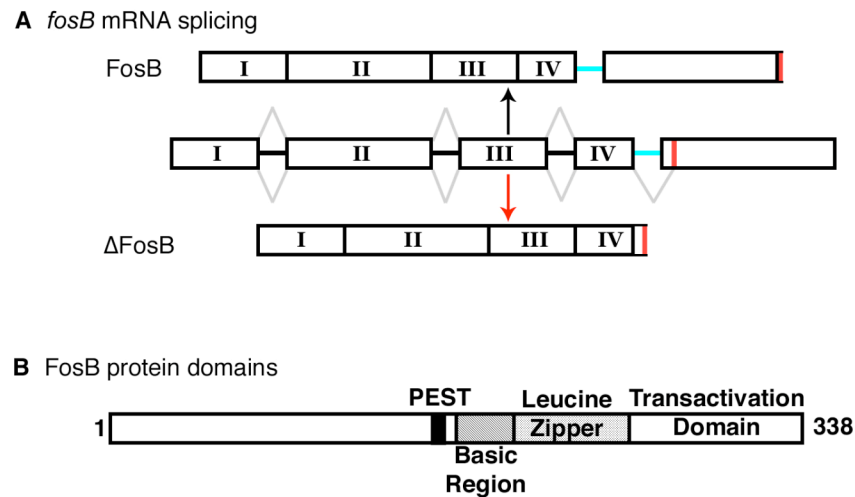 A fosB mRNA splicing
FosB
I II III IV
I II III IV
ΔFosB
I II III IV
B FosB protein domains
PEST Leucine Transactivation
1 Zipper Domain 338
Basic
Region